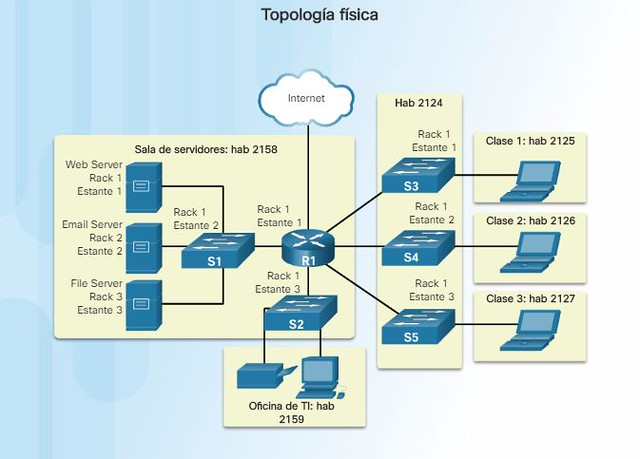 Topología física
Internet
Hab 2124
Sala de servidores: hab 2158
Web Server
Rack 1
Estante 1
Email Server
Rack 2
Estante 2
File Server
Rack 3
Estante 3
Rack 1
Estante 2
S1
Rack 1
Estante 1
R1
Rack 1
Estante 3
S2
Oficina de TI: hab
2159
Rack 1
Estante 1
S3
Rack 1
Estante 2
S4
Rack 1
Estante 3
S5
Clase 1: hab 2125
Clase 2: hab 2126
Clase 3: hab 2127